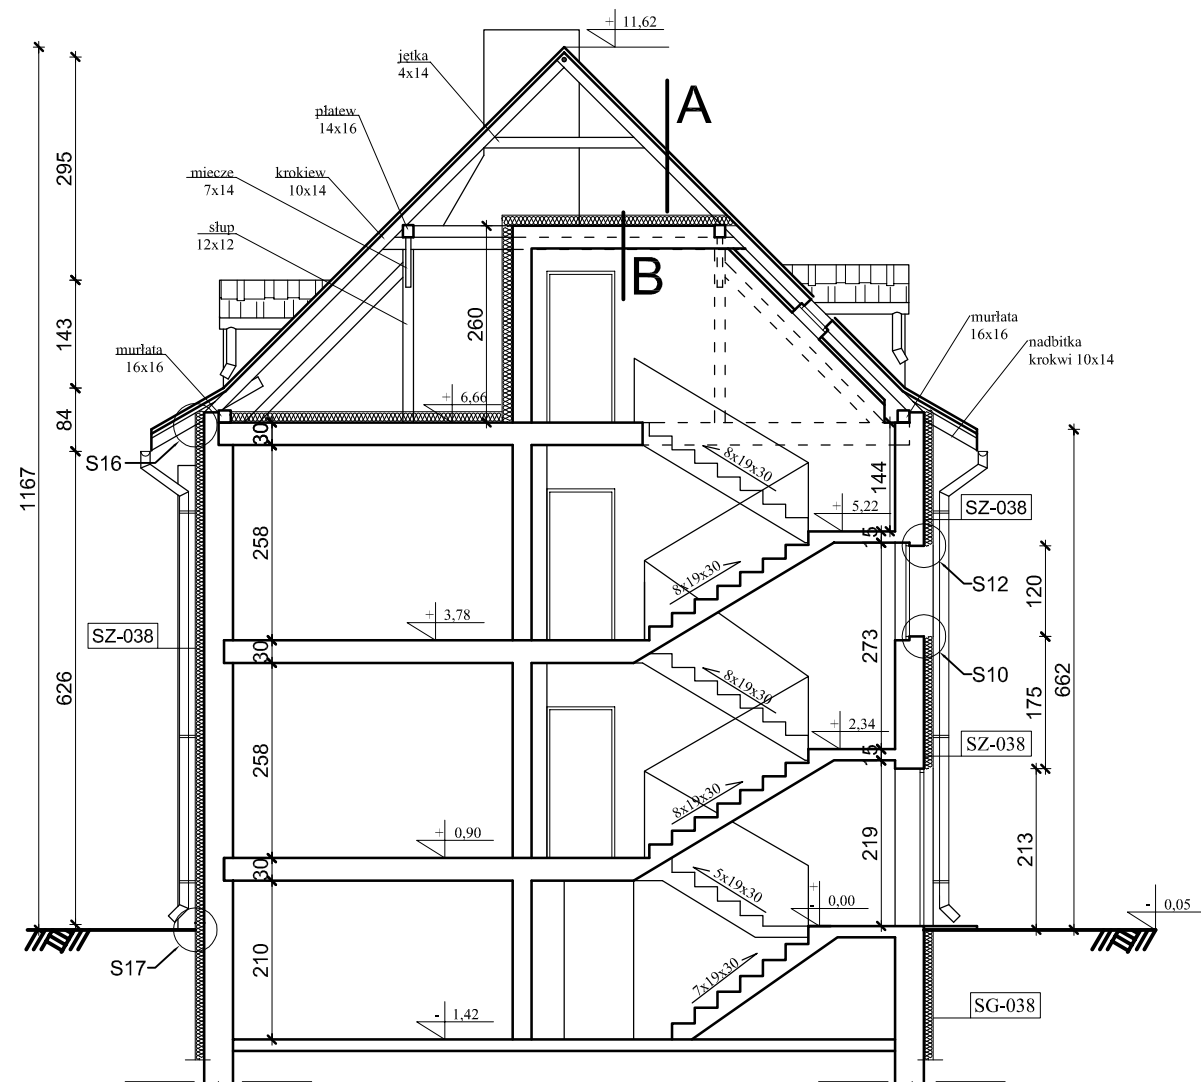 + 11,62
jętka
4x14
A
płatew
14x16
miecze
7x14
krokiew
10x14
słup
12x12
B
295
143
84
1167
626
260
murłata
16x16
murłata
16x16
nadbitka
krokwi 10x14
+ 6,66
30
S16
8x19x30
144
+ 5,22
SZ-038
15
258
8x19x30
S12
120
+ 3,78
SZ-038
30
273
S10
175
662
8x19x30
+ 2,34
SZ-038
15
258
8x19x30
+ 0,90
30
219
213
5x19x30
+
- 0,00
- 0,05
S17
210
7x19x30
- 1,42
SG-038